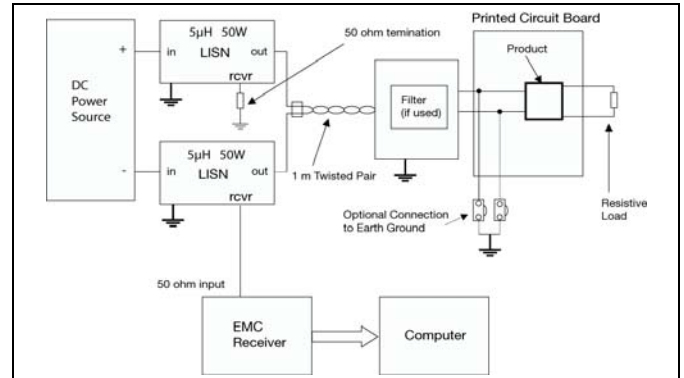 Printed Circuit Board
5µH 50W
LISN
in
out
rcvr
50 ohm temination
Product
+
DC
Power
Source
-
Filter
(if used)
5µH 50W
LISN
in
out
rcvr
1 m Twisted Pair
Optional Connection
to Earth Ground
Resistive
Load
50 ohm input
EMC
Receiver
Computer